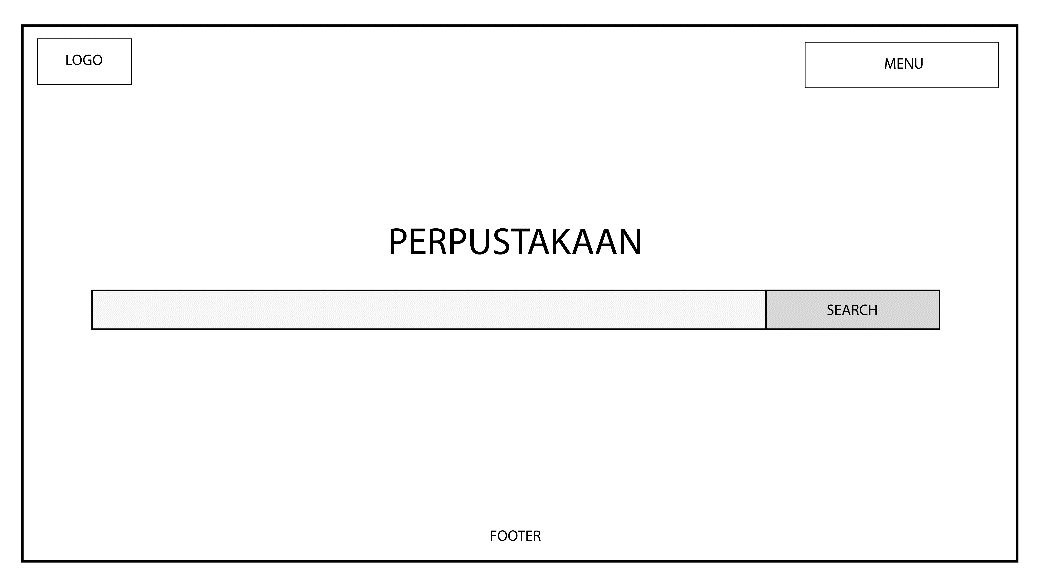 LOGO
MENU
PERPUSTAKAAN
SEARCH
FOOTER